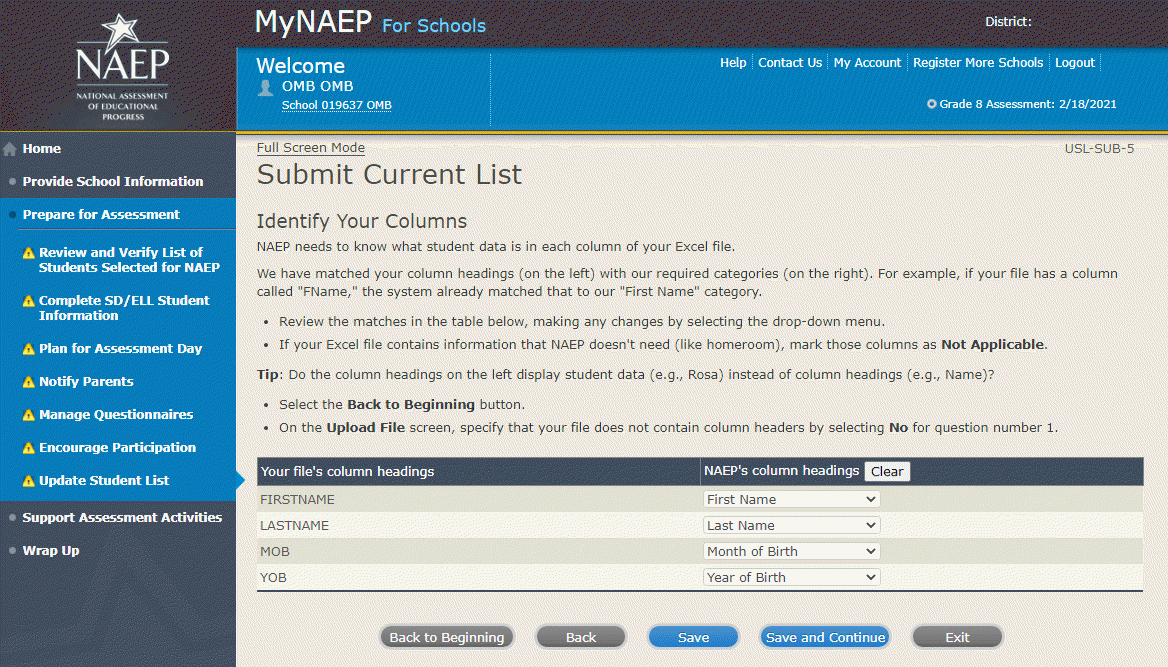 MyNAEP For Schools
District:
NAEP
NATIONAL ASSESSMENT
OF EDUCATIONAL
PROGRESS
Welcome
OMB OMB
School 019637 OMB
Help
Contact Us
My Account
Register More Schools
Logout
Grade 8 Assessment: 2/18/2021
Home
Provide School Information
Prepare for Assessment
Review and Verify List of
Students Selected for NAEP
Complete SD/ELL Student
Information
Plan for Assessment Day
Notify Parents
Manage Questionnaires
Encourage Participation
Update Student List
Support Assessment Activities
Wrap Up
Full Screen Mode
USL-SUB-5
Submit Current List
Identify Your Columns
NAEP needs to know what student data is in each column of your Excel file.
We have matched your column headings (on the left) with our required categories (on the right). For example, if your file has a column
called "FName," the system already matched that to our "First Name" category.
• Review the matches in the table below, making any changes by selecting the drop-down menu.
• If your Excel file contains information that NAEP doesn't need (like homeroom), mark those columns as Not Applicable.
Tip: Do the column headings on the left display student data (e.g., Rosa) instead of column headings (e.g., Name)?
• Select the Back to Beginning button.
• On the Upload File screen, specify that your file does not contain column headers by selecting No for question number 1.
Your file's column headings NAEP's column headings Clear
FIRSTNAME First Name
LASTNAME Last Name
MOB Month of Birth
YOB Year of Birth
Back to Beginning Back Save Save and Continue Exit